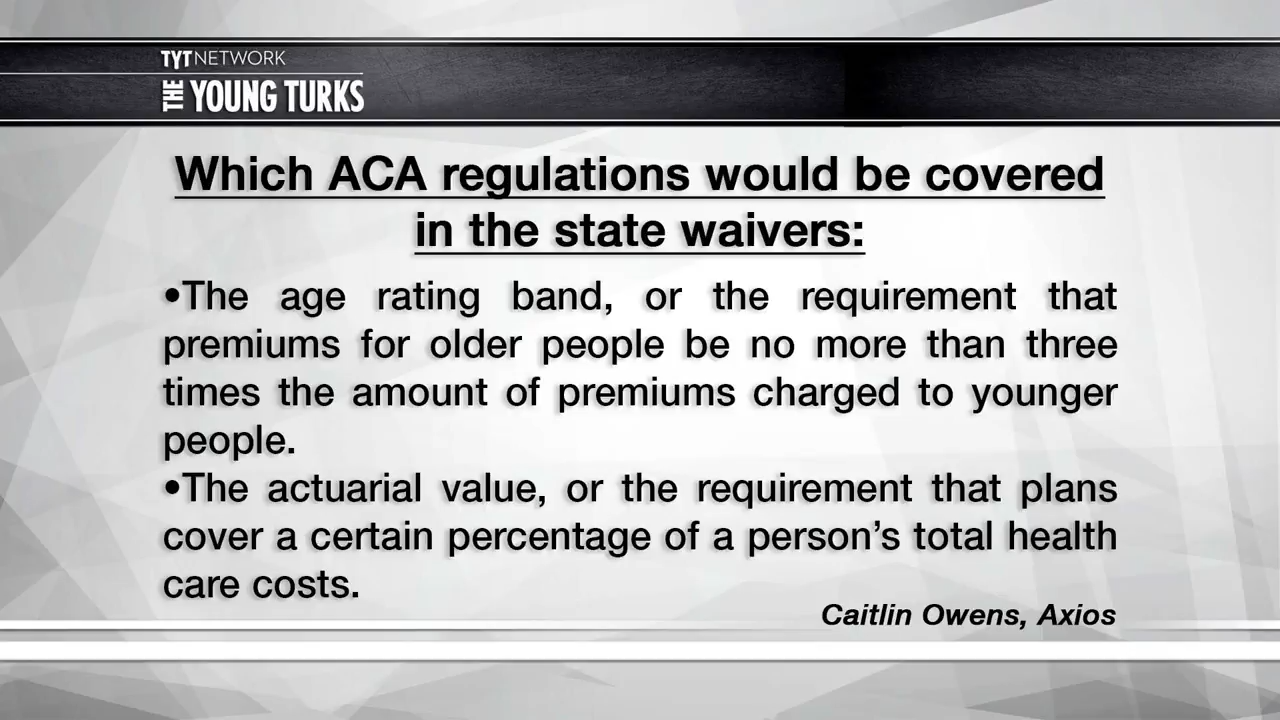 TYT NETWORK
THE YOUNG TURKS
Which ACA regulations would be covered
in the state waivers:
•The age rating band, or the requirement that
premiums for older people be no more than three
times the amount of premiums charged to younger
people.
•The actuarial value, or the requirement that plans
cover a certain percentage of a person’s total health
care costs.
Caitlin Owens, Axios